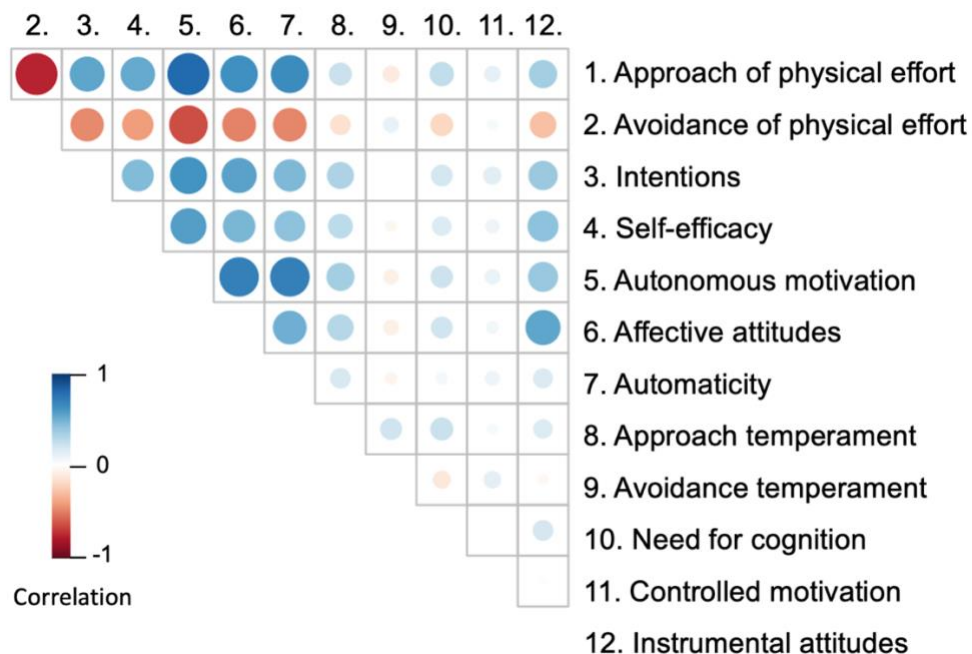 2. 3. 4. 5. 6. 7. 8. 9. 10. 11. 12.
1. Approach of physical effort
2. Avoidance of physical effort
3. Intentions
4. Self-efficacy
5. Autonomous motivation
6. Affective attitudes
7. Automaticity
8. Approach temperament
9. Avoidance temperament
10. Need for cognition
11. Controlled motivation
12. Instrumental attitudes
1
0
-1
Correlation